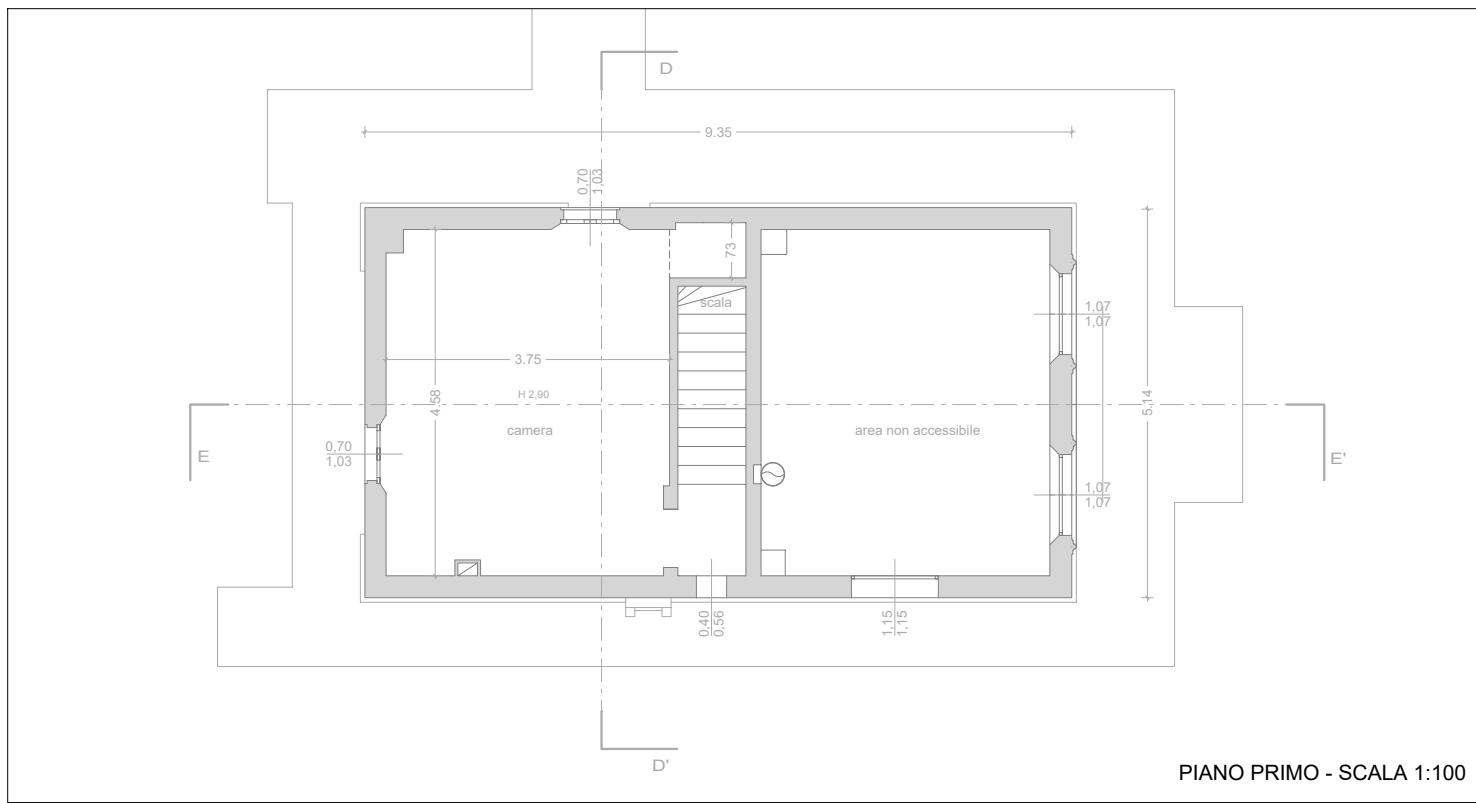 D
9.35
0,70
1,03
73
scala
1,07
1,07
3.75
H 2,90
4.58
5,14
camera
area non accessibile
E
0,70
1,03
E'
1,07
1,07
0,40
0,56
1,15
1,15
D'
PIANO PRIMO - SCALA 1:100